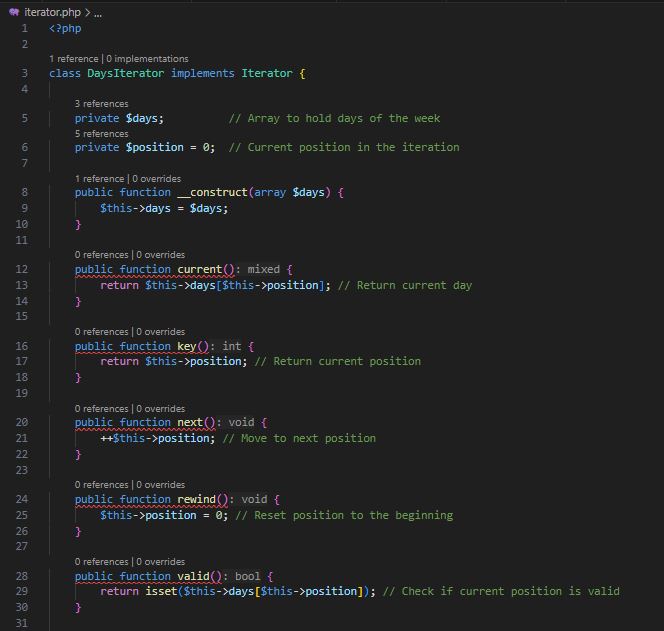 iterator.php > ...
1 <?php
2
1 reference | 0 implementations
3 class DaysIterator implements Iterator {
4
3 references
5 private $days; // Array to hold days of the week
5 references
6 private $position = 0; // Current position in the iteration
7
1 reference | 0 overrides
8 public function __construct(array $days) {
9 $this->days = $days;
10 }
11
0 references | 0 overrides
12 public function current(): mixed {
13 return $this->days[$this->position]; // Return current day
14 }
15
0 references | 0 overrides
16 public function key(): int {
17 return $this->position; // Return current position
18 }
19
0 references | 0 overrides
20 public function next(): void {
21 ++$this->position; // Move to next position
22 }
23
0 references | 0 overrides
24 public function rewind(): void {
25 $this->position = 0; // Reset position to the beginning
26 }
27
0 references | 0 overrides
28 public function valid(): bool {
29 return isset($this->days[$this->position]); // Check if current position is valid
30 }
31